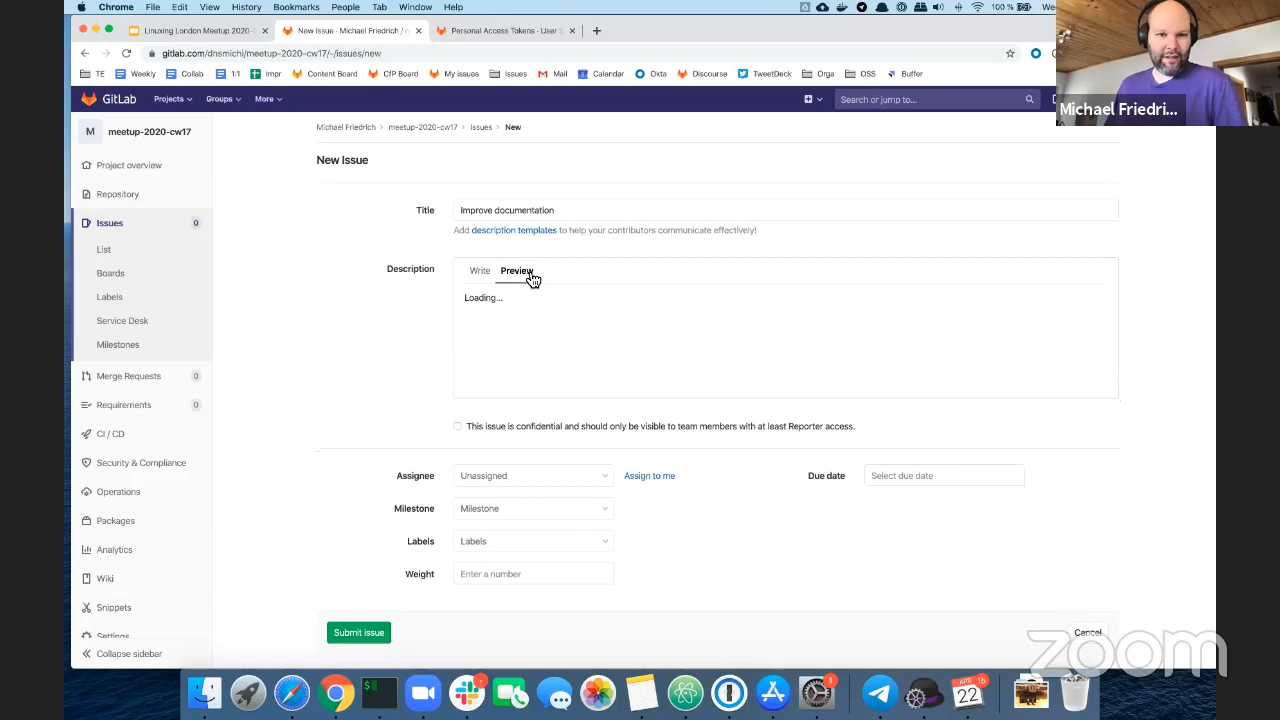 Chrome File Edit View History Bookmarks People Tab Window Help 100 %
Linuxing London Meetup 2020-
New Issue · Michael Friedrich / m
Personal Access Tokens · User S
gitlab.com/dnsmichi/meetup-2020-cw17/-/issues/new
TE Weekly Collab 1:1 Impr Content Board CfP Board My issues Issues Mail Calendar Okta Discourse TweetDeck Orga OSS Buffer
Michael Friedri...
GitLab Projects Groups More Search or jump to...
M meetup-2020-cw17
Michael Friedrich > meetup-2020-cw17 > Issues > New
New Issue
Project overview
Repository
Issues 0
List
Boards
Labels
Service Desk
Milestones
Merge Requests 0
Requirements 0
CI / CD
Security & Compliance
Operations
Packages
Analytics
Wiki
Snippets
Settings
Collapse sidebar
Title Improve documentation
Add description templates to help your contributors communicate effectively!
Description Write Preview
Loading...
This issue is confidential and should only be visible to team members with at least Reporter access.
Assignee Unassigned Assign to me Due date Select due date
Milestone Milestone
Labels Labels
Weight Enter a number
Submit issue Cancel
zoom
$
APR 15
22
1